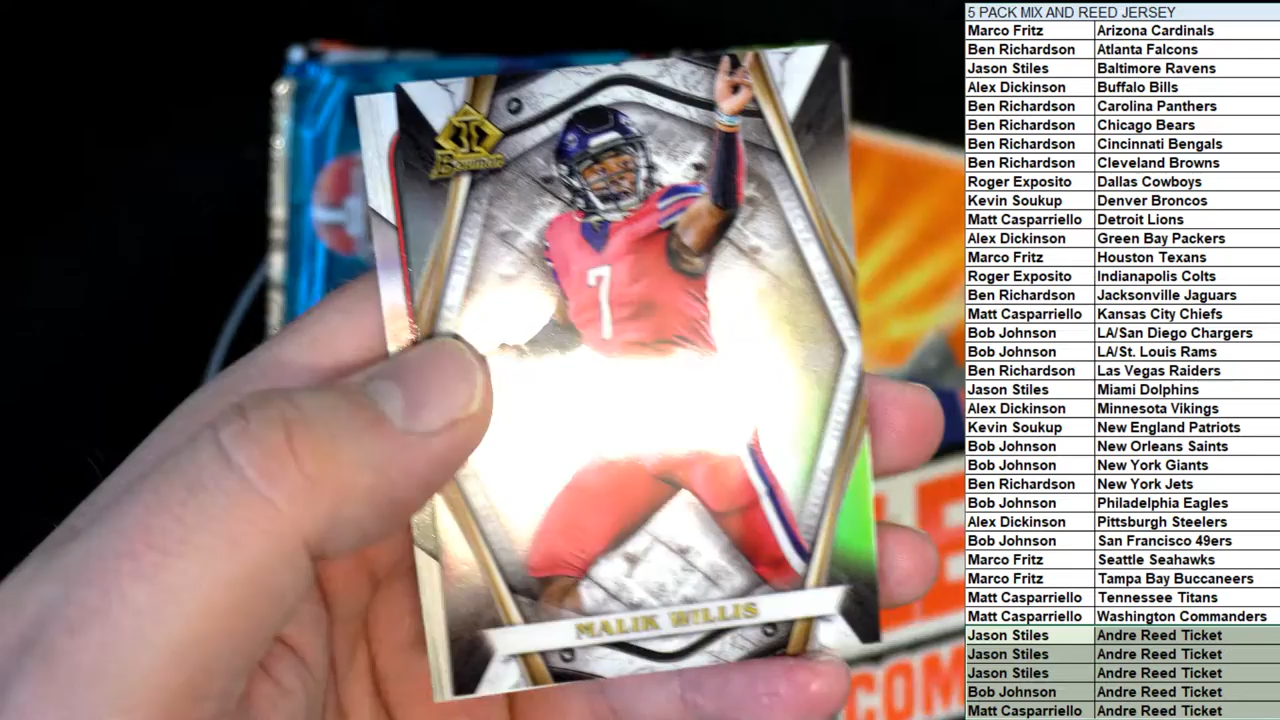 5 PACK MIX AND REED JERSEY
Marco Fritz Arizona Cardinals
Ben Richardson Atlanta Falcons
Jason Stiles Baltimore Ravens
Alex Dickinson Buffalo Bills
Ben Richardson Carolina Panthers
Ben Richardson Chicago Bears
Ben Richardson Cincinnati Bengals
Ben Richardson Cleveland Browns
Roger Exposito Dallas Cowboys
Kevin Soukup Denver Broncos
Matt Casparriello Detroit Lions
Alex Dickinson Green Bay Packers
Marco Fritz Houston Texans
Roger Exposito Indianapolis Colts
Ben Richardson Jacksonville Jaguars
Matt Casparriello Kansas City Chiefs
Bob Johnson LA/San Diego Chargers
Bob Johnson LA/St. Louis Rams
Ben Richardson Las Vegas Raiders
Jason Stiles Miami Dolphins
Alex Dickinson Minnesota Vikings
Kevin Soukup New England Patriots
Bob Johnson New Orleans Saints
Bob Johnson New York Giants
Ben Richardson New York Jets
Bob Johnson Philadelphia Eagles
Alex Dickinson Pittsburgh Steelers
Bob Johnson San Francisco 49ers
Marco Fritz Seattle Seahawks
Marco Fritz Tampa Bay Buccaneers
Matt Casparriello Tennessee Titans
Matt Casparriello Washington Commanders
Jason Stiles Andre Reed Ticket
Jason Stiles Andre Reed Ticket
Jason Stiles Andre Reed Ticket
Bob Johnson Andre Reed Ticket
Matt Casparriello Andre Reed Ticket
Bowman
7
MALIK WILLIS
COM